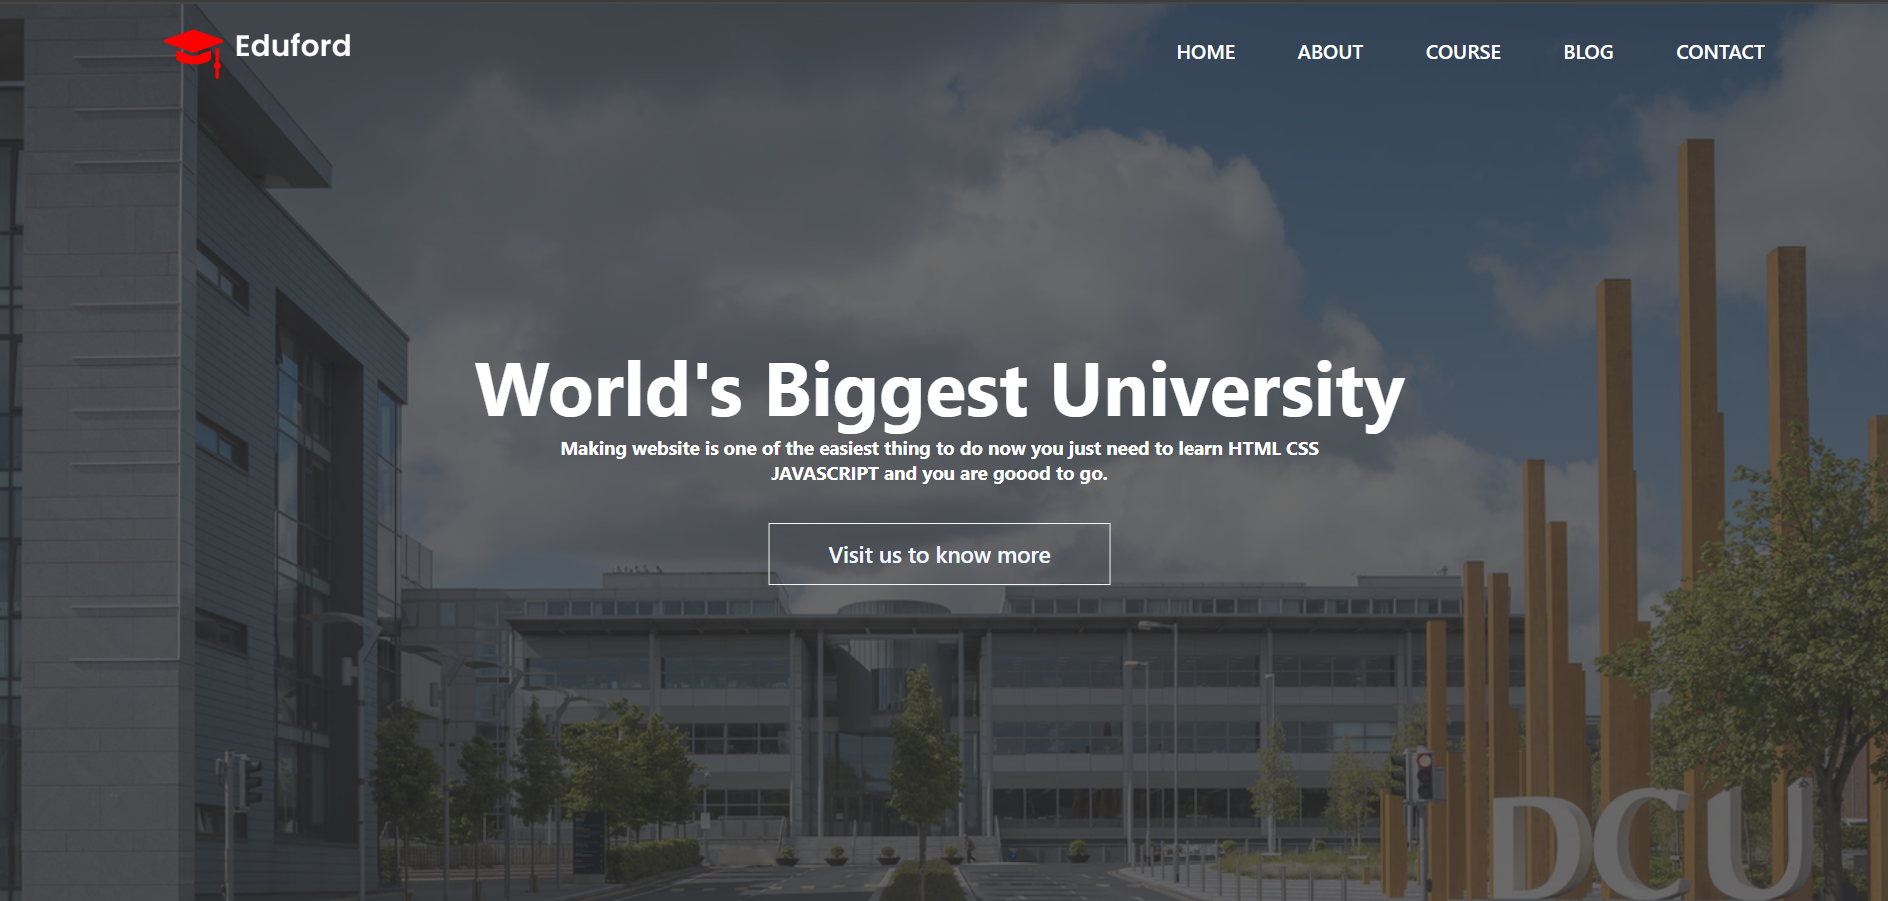 Eduford
HOME ABOUT COURSE BLOG CONTACT
World's Biggest University
Making website is one of the easiest thing to do now you just need to learn HTML CSS
JAVASCRIPT and you are goood to go.
Visit us to know more
DCU